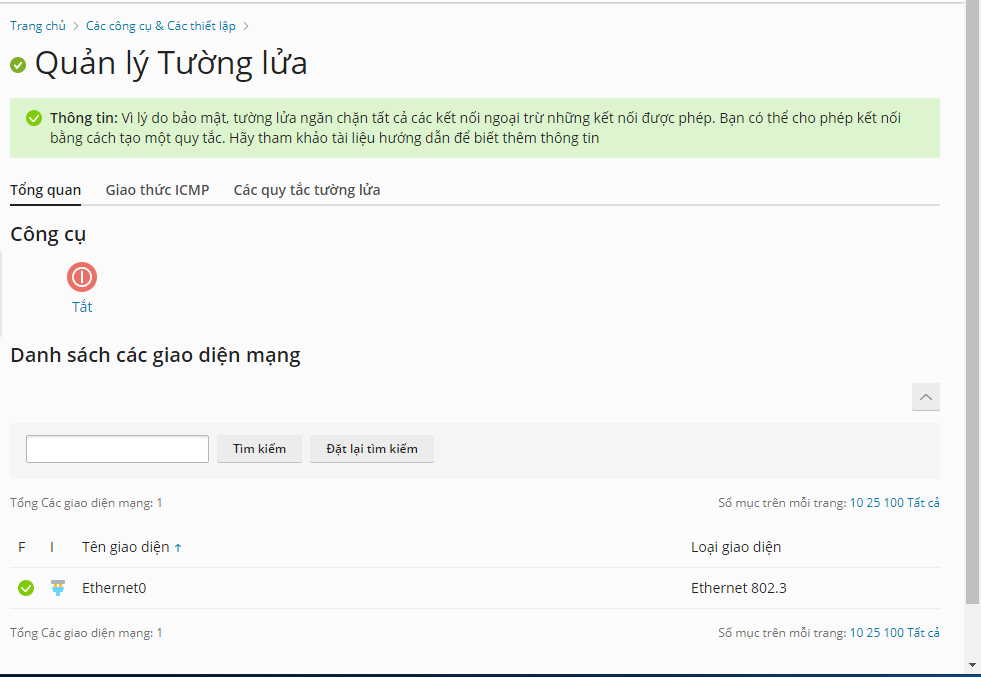 Trang chủ > Các công cụ & Các thiết lập >
Quản lý Tường lửa
Thông tin: Vì lý do bảo mật, tường lửa ngăn chặn tất cả các kết nối ngoại trừ những kết nối được phép. Bạn có thể cho phép kết nối
bằng cách tạo một quy tắc. Hãy tham khảo tài liệu hướng dẫn để biết thêm thông tin
Tổng quan Giao thức ICMP Các quy tắc tường lửa
Công cụ
Tắt
Danh sách các giao diện mạng
Tìm kiếm Đặt lại tìm kiếm
Tổng Các giao diện mạng: 1 Số mục trên mỗi trang: 10 25 100 Tất cả
F I Tên giao diện ↑ Loại giao diện
Ethernet0 Ethernet 802.3
Tổng Các giao diện mạng: 1 Số mục trên mỗi trang: 10 25 100 Tất cả